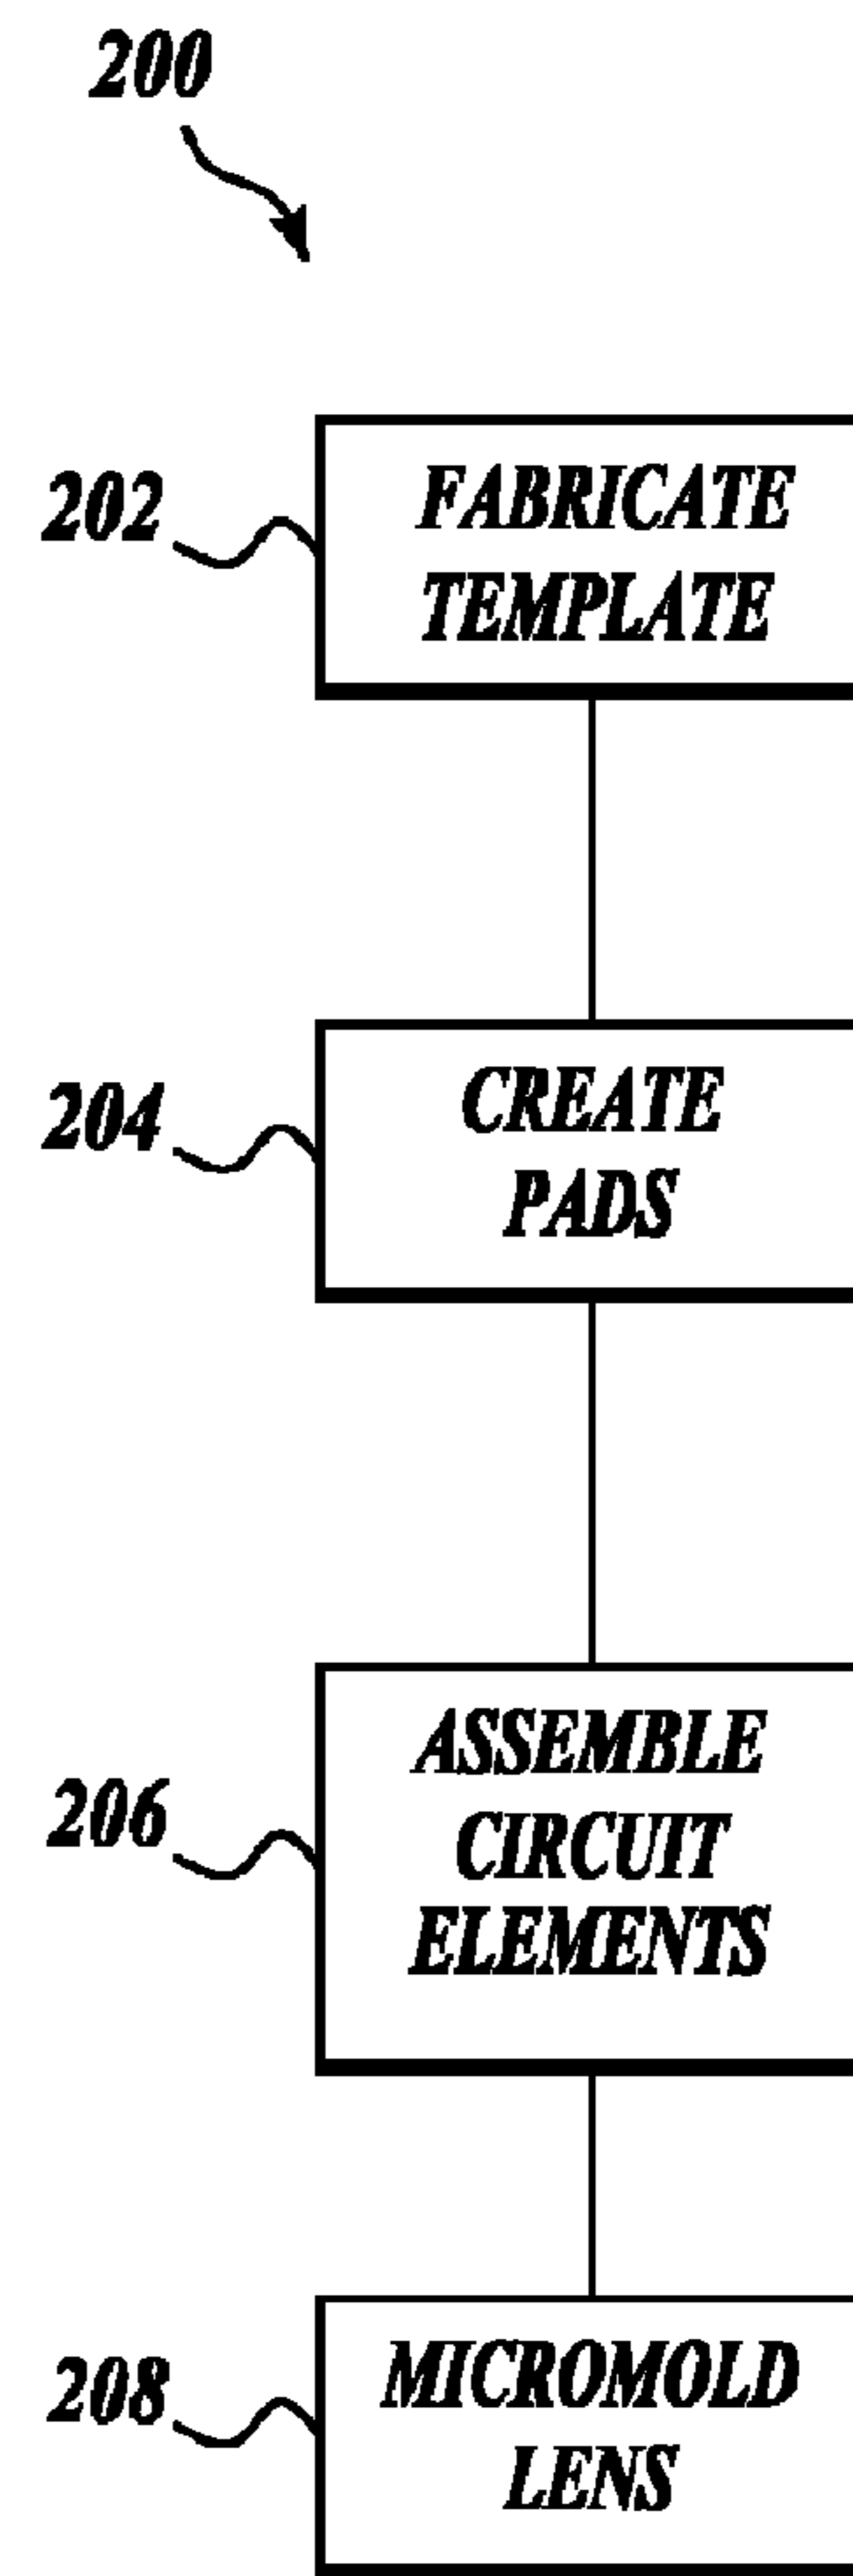 200
202
FABRICATE
TEMPLATE
204
CREATE
PADS
206
ASSEMBLE
CIRCUIT
ELEMENTS
208
MICROMOLD
LENS